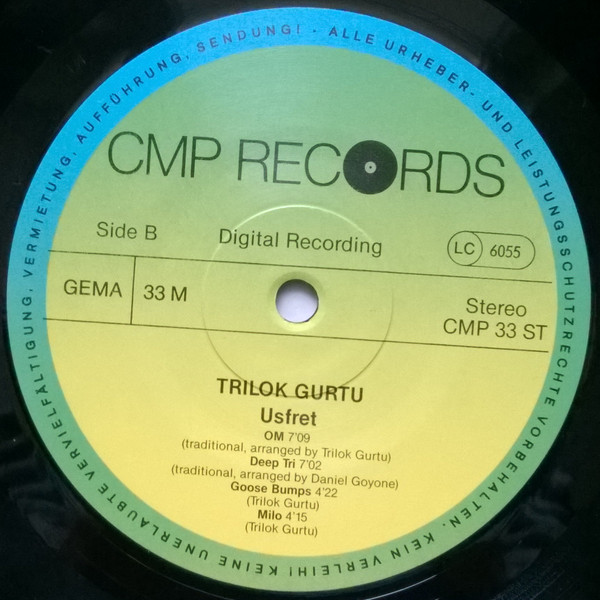 CMP RECORDS
Side B
Digital Recording
LC 6055
GEMA
33 M
Stereo
CMP 33 ST
TRILOK GURTU
Usfret
OM 7'09
(traditional, arranged by Trilok Gurtu)
Deep Tri 7'02
(traditional, arranged by Daniel Goyone)
Goose Bumps 4'22
(Trilok Gurtu)
Milo 4'15
(Trilok Gurtu)
ALLE URHEBER- UND LEISTUNGSSCHUTZRECHTE VORBEHALTEN. KEIN VERLEIH! KEINE UNERLAUBTE VERVIELFÄLTIGUNG, VERMIETUNG, AUFFÜHRUNG, SENDUNG! ·